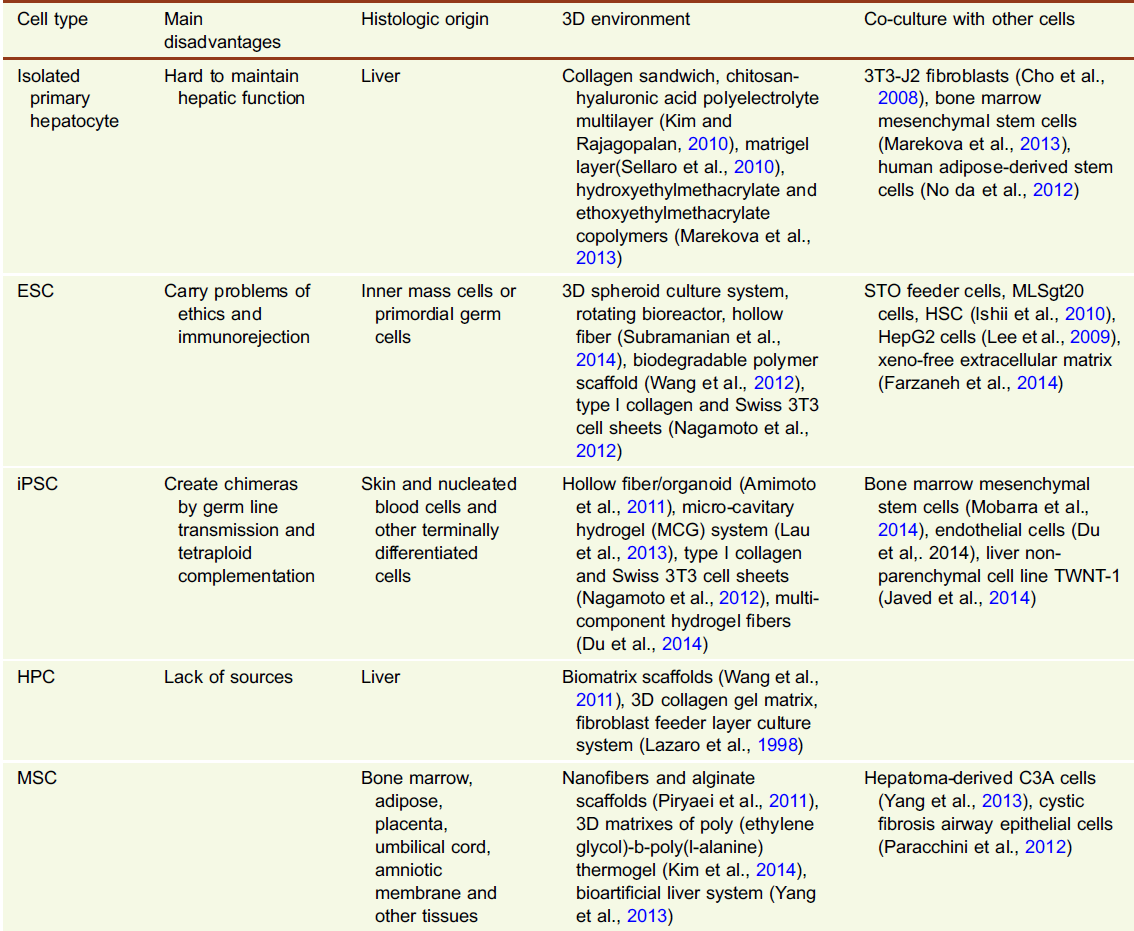 Cell type
Main
disadvantages
Histologic origin
3D environment
Co-culture with other cells
Isolated
primary
hepatocyte
Hard to maintain
hepatic function
Liver
Collagen sandwich, chitosan-
hyaluronic acid polyelectrolyte
multilayer (Kim and
Rajagopalan, 2010), matrigel
layer(Sellaro et al., 2010),
hydroxyethylmethacrylate and
ethoxyethylmethacrylate
copolymers (Marekova et al.,
2013)
3T3-J2 fibroblasts (Cho et al.,
2008), bone marrow
mesenchymal stem cells
(Marekova et al., 2013),
human adipose-derived stem
cells (No da et al., 2012)
ESC
Carry problems of
ethics and
immunorejection
Inner mass cells or
primordial germ
cells
3D spheroid culture system,
rotating bioreactor, hollow
fiber (Subramanian et al.,
2014), biodegradable polymer
scaffold (Wang et al., 2012),
type I collagen and Swiss 3T3
cell sheets (Nagamoto et al.,
2012)
STO feeder cells, MLSgt20
cells, HSC (Ishii et al., 2010),
HepG2 cells (Lee et al., 2009),
xeno-free extracellular matrix
(Farzaneh et al., 2014)
iPSC
Create chimeras
by germ line
transmission and
tetraploid
complementation
Skin and nucleated
blood cells and
other terminally
differentiated
cells
Hollow fiber/organoid (Amimoto
et al., 2011), micro-cavitary
hydrogel (MCG) system (Lau
et al., 2013), type I collagen
and Swiss 3T3 cell sheets
(Nagamoto et al., 2012), multi-
component hydrogel fibers
(Du et al., 2014)
Bone marrow mesenchymal
stem cells (Mobarra et al.,
2014), endothelial cells (Du
et al,. 2014), liver non-
parenchymal cell line TWNT-1
(Javed et al., 2014)
HPC
Lack of sources
Liver
Biomatrix scaffolds (Wang et al.,
2011), 3D collagen gel matrix,
fibroblast feeder layer culture
system (Lazaro et al., 1998)
MSC
Bone marrow,
adipose,
placenta,
umbilical cord,
amniotic
membrane and
other tissues
Nanofibers and alginate
scaffolds (Piryaei et al., 2011),
3D matrixes of poly (ethylene
glycol)-b-poly(l-alanine)
thermogel (Kim et al., 2014),
bioartificial liver system (Yang
et al., 2013)
Hepatoma-derived C3A cells
(Yang et al., 2013), cystic
fibrosis airway epithelial cells
(Paracchini et al., 2012)